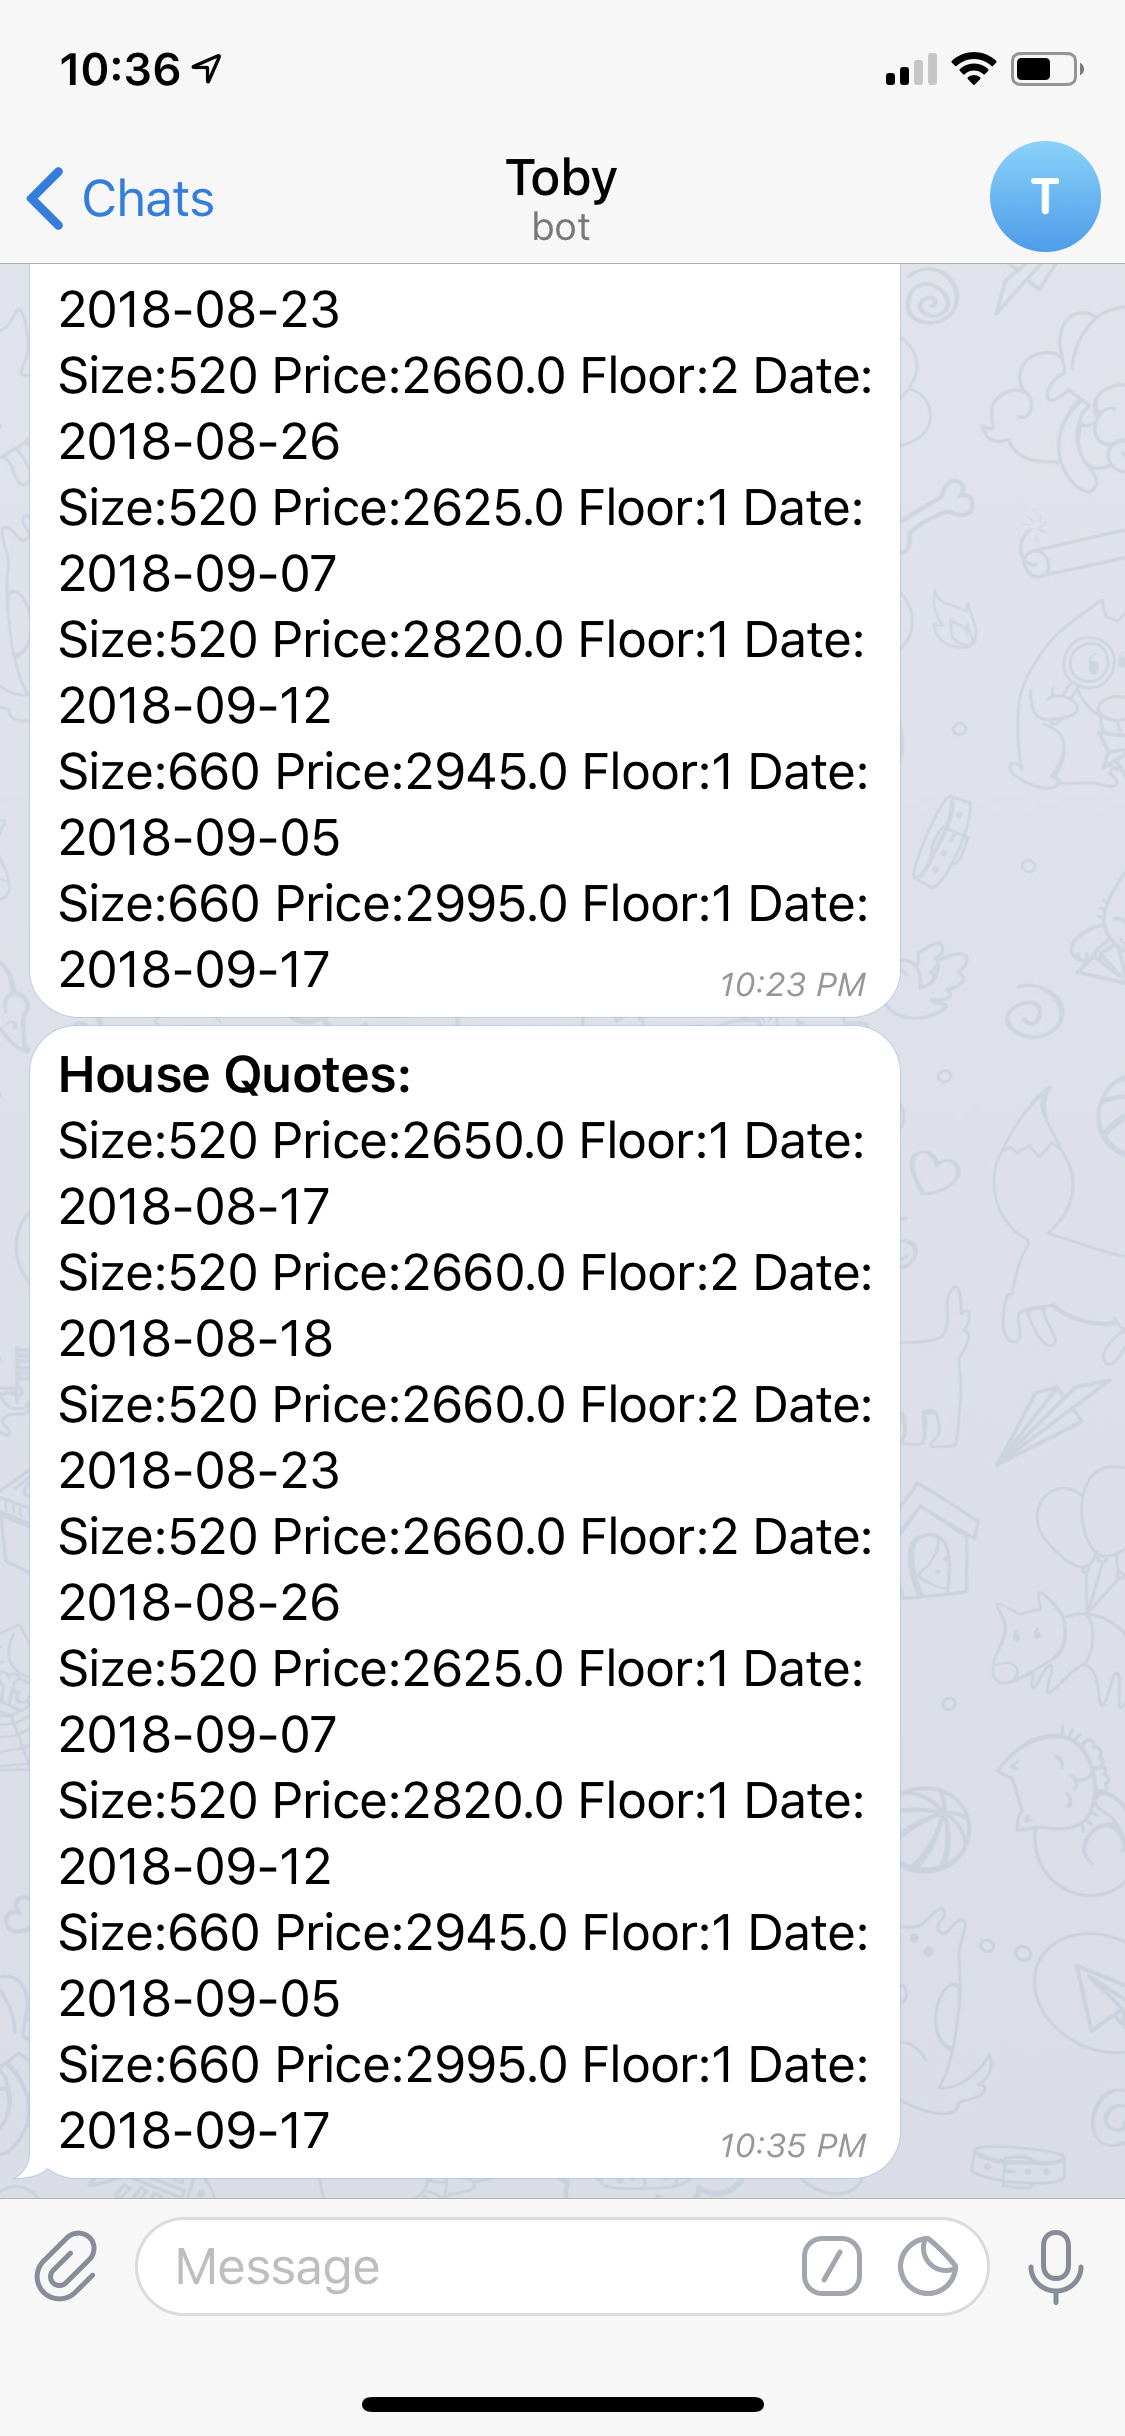 10:36
Chats
Toby
bot
T
2018-08-23
Size:520 Price:2660.0 Floor:2 Date:
2018-08-26
Size:520 Price:2625.0 Floor:1 Date:
2018-09-07
Size:520 Price:2820.0 Floor:1 Date:
2018-09-12
Size:660 Price:2945.0 Floor:1 Date:
2018-09-05
Size:660 Price:2995.0 Floor:1 Date:
2018-09-17
10:23 PM
House Quotes:
Size:520 Price:2650.0 Floor:1 Date:
2018-08-17
Size:520 Price:2660.0 Floor:2 Date:
2018-08-18
Size:520 Price:2660.0 Floor:2 Date:
2018-08-23
Size:520 Price:2660.0 Floor:2 Date:
2018-08-26
Size:520 Price:2625.0 Floor:1 Date:
2018-09-07
Size:520 Price:2820.0 Floor:1 Date:
2018-09-12
Size:660 Price:2945.0 Floor:1 Date:
2018-09-05
Size:660 Price:2995.0 Floor:1 Date:
2018-09-17
10:35 PM
Message